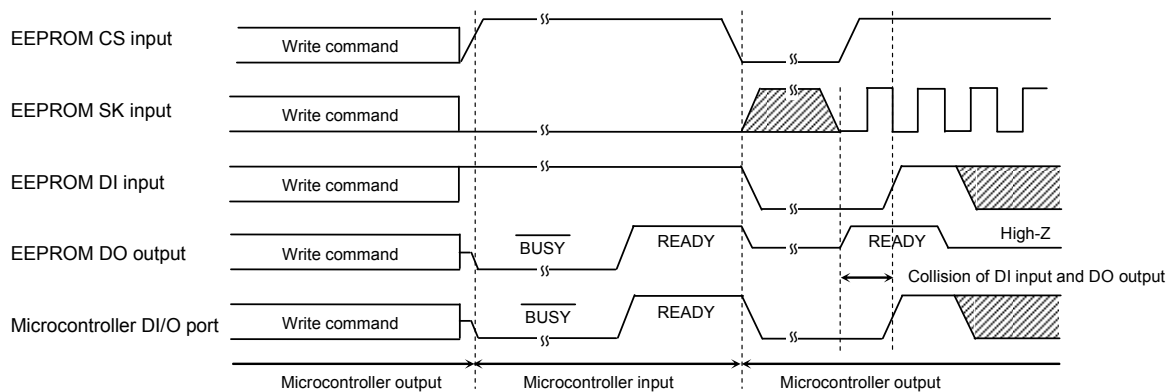 EEPROM CS input
Write command
EEPROM SK input
Write command
EEPROM DI input
Write command
EEPROM DO output
Write command
BUSY
READY
READY
High-Z
Collision of DI input and DO output
Microcontroller DI/O port
Write command
BUSY
READY
Microcontroller output
Microcontroller input
Microcontroller output